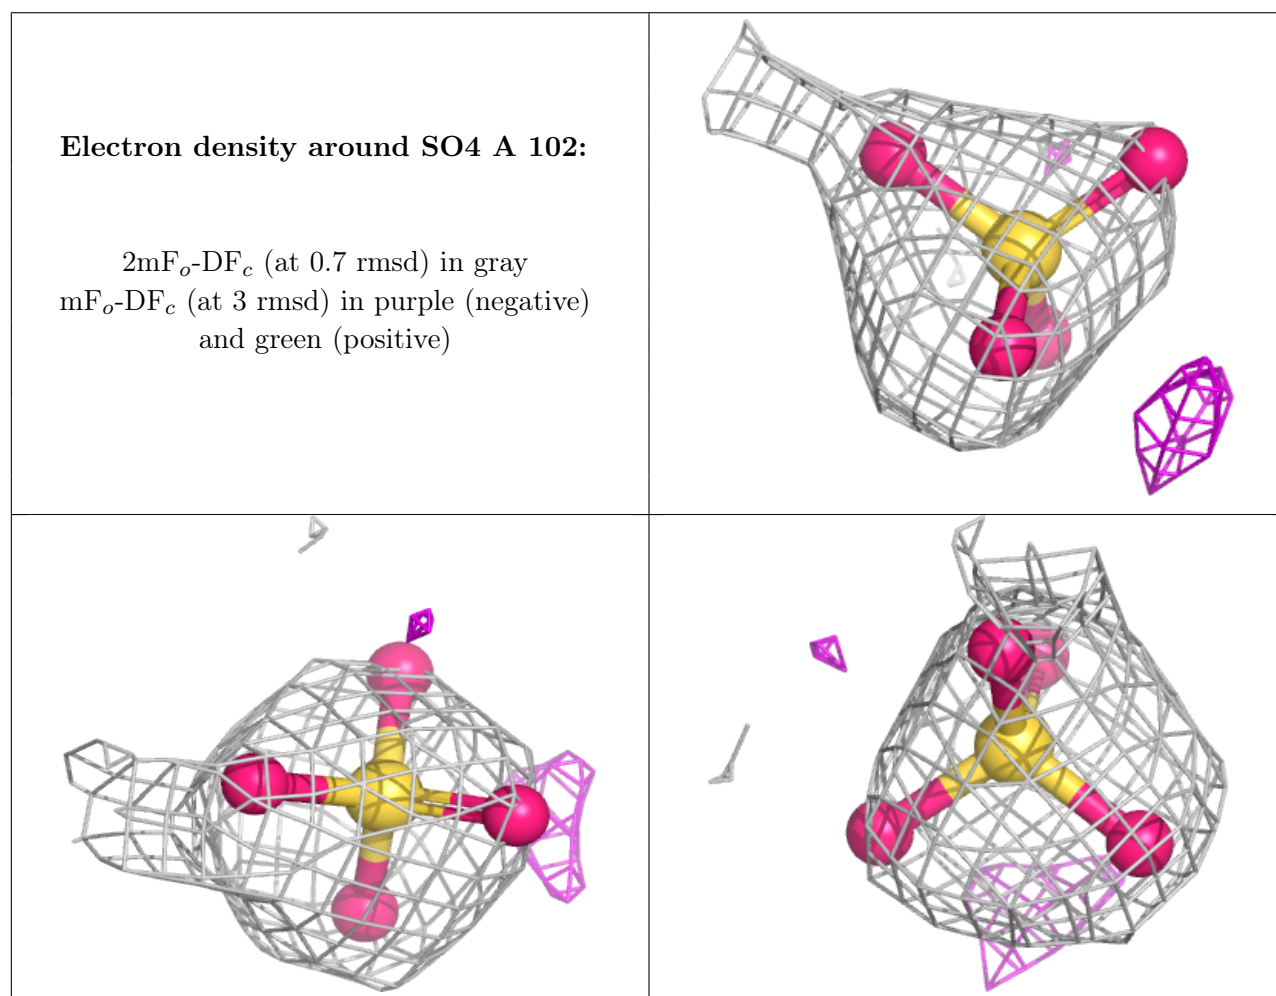 Electron density around SO4 A 102:
2mFo-DFc (at 0.7 rmsd) in gray
mFo-DFc (at 3 rmsd) in purple (negative)
and green (positive)